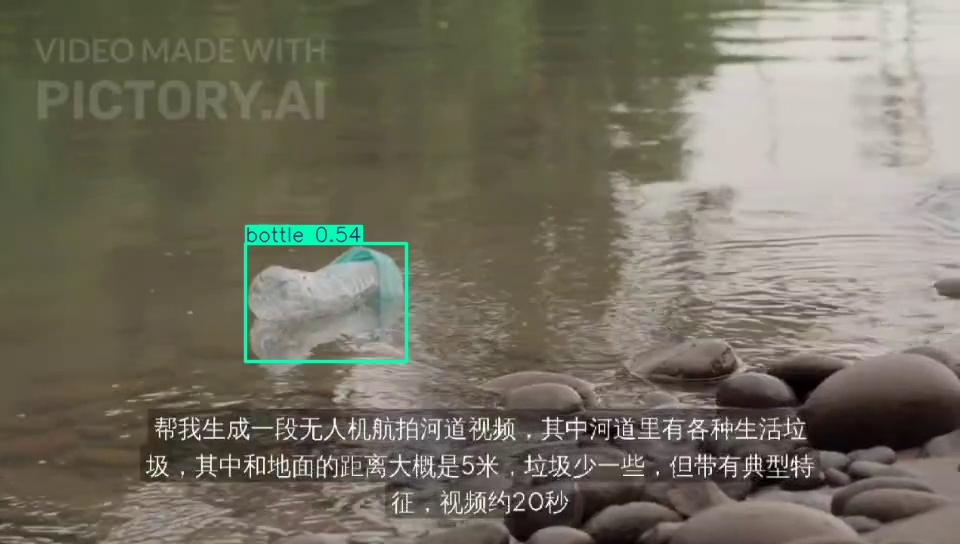 VIDEO MADE WITH
PICTORY.AI
bottle 0.54
帮我生成一段无人机航拍河道视频，其中河道里有各种生活垃
圾，其中和地面的距离大概是5米，垃圾少一些，但带有典型特
征，视频约20秒